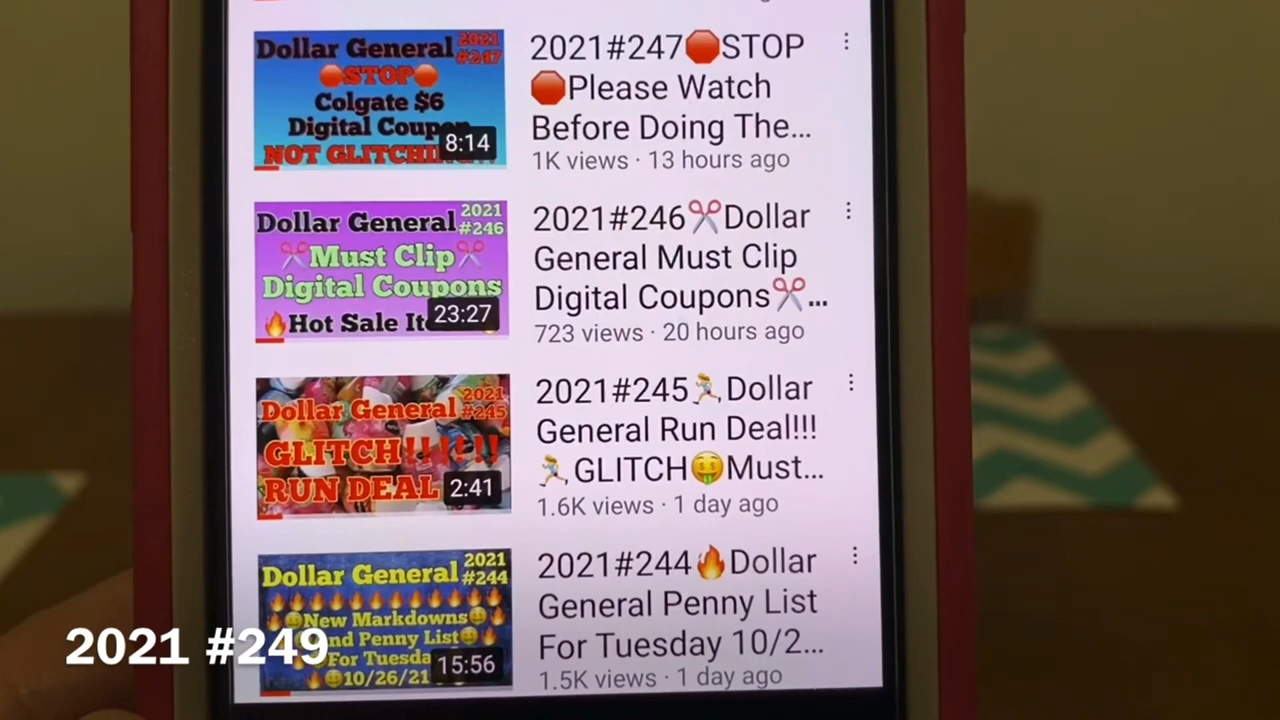 Dollar General 2021
#247
🛑STOP🛑
Colgate $6
Digital Coupon
NOT GLITCHING
8:14
2021#247🛑STOP
🛑Please Watch
Before Doing The...
1K views · 13 hours ago
Dollar General 2021
#246
✂️Must Clip✂️
Digital Coupons
🔥Hot Sale Ite
23:27
2021#246✂️Dollar
General Must Clip
Digital Coupons✂️...
723 views · 20 hours ago
Dollar General 2021
#245
GLITCH!!!!!!
RUN DEAL
2:41
2021#245🏃Dollar
General Run Deal!!!
🏃GLITCH🤑Must...
1.6K views · 1 day ago
Dollar General 2021
#244
New Markdowns
and Penny List
For Tuesda
10/26/21
15:56
2021#244🔥Dollar
General Penny List
For Tuesday 10/2...
1.5K views · 1 day ago
2021 #249